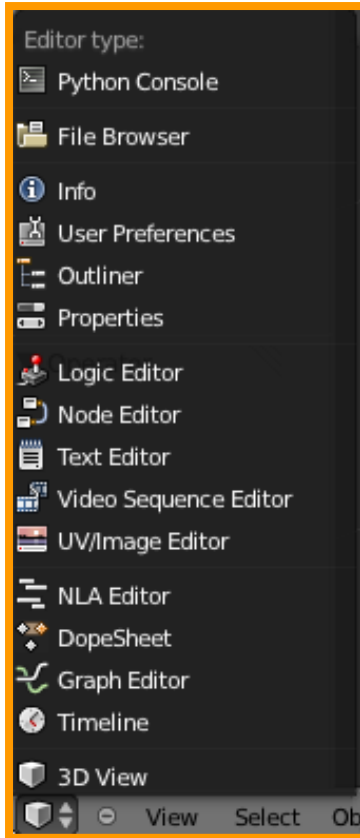 Editor type:
Python Console
File Browser
Info
User Preferences
Outliner
Properties
Logic Editor
Node Editor
Text Editor
Video Sequence Editor
UV/Image Editor
NLA Editor
DopeSheet
Graph Editor
Timeline
3D View
View Select Ob